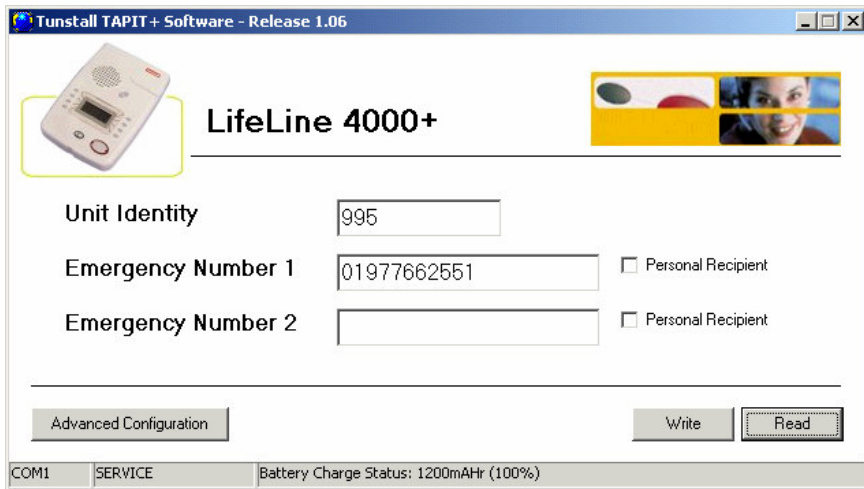 Tunstall TAPIT+ Software - Release 1.06
LifeLine 4000+
Unit Identity
995
Emergency Number 1
01977662551
Personal Recipient
Emergency Number 2
Personal Recipient
Advanced Configuration
Write
Read
COM1
SERVICE
Battery Charge Status: 1200mAHr (100%)